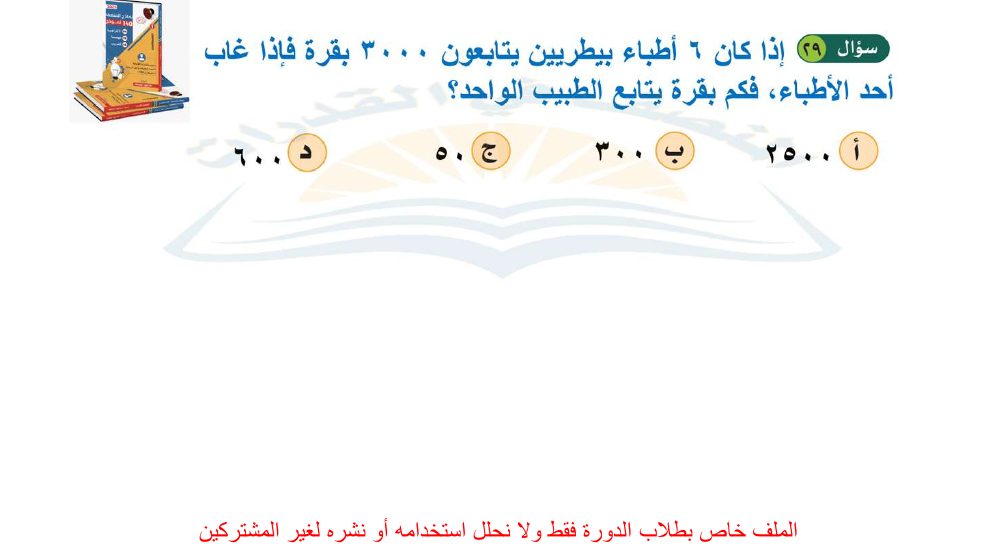 سؤال ٢٩ إذا كان ٦ أطباء بيطريين يتابعون ٣٠٠٠ بقرة فإذا غاب
أحد الأطباء، فكم بقرة يتابع الطبيب الواحد؟
أ ٢٥٠٠ ب ٣٠٠ ج ٥٠ د ٦٠٠
الملف خاص بطلاب الدورة فقط ولا نحلل استخدامه أو نشره لغير المشتركين